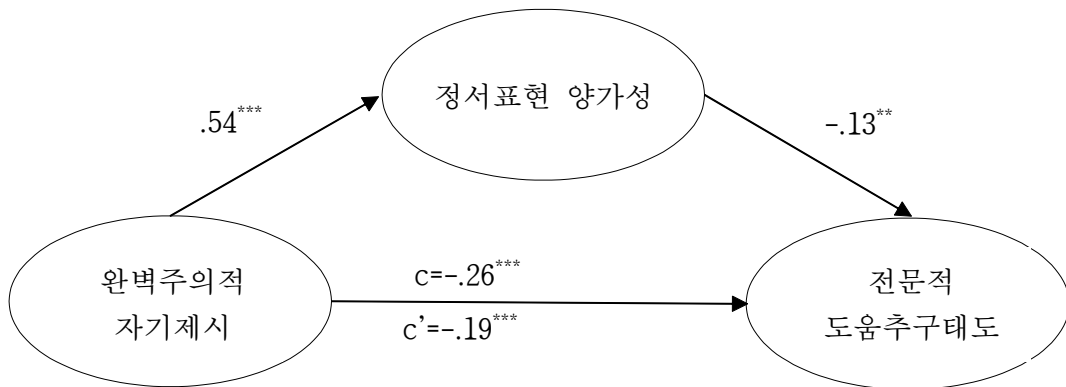 정서표현 양가성
.54***
-.13**
완벽주의적
자기제시
c=-.26***
c’=-.19***
전문적
도움추구태도